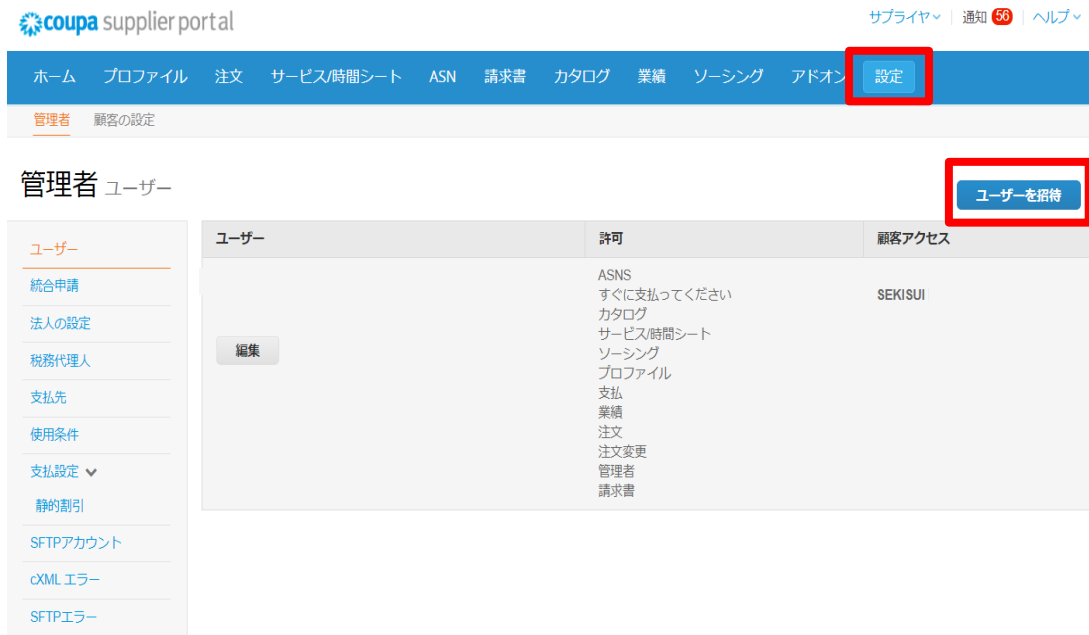 coupa supplier portal
サプライヤ 通知 56 ヘルプ
ホーム プロファイル 注文 サービス/時間シート ASN 請求書 カタログ 業績 ソーシング アドオン 設定
管理者 顧客の設定
管理者 ユーザー
ユーザーを招待
ユーザー
統合申請
法人の設定
税務代理人
支払先
使用条件
支払設定
静的割引
SFTPアカウント
cXML エラー
SFTPエラー
ユーザー 許可 顧客アクセス
編集
ASNS
すぐに支払ってください
カタログ
サービス/時間シート
ソーシング
プロファイル
支払
業績
注文
注文変更
管理者
請求書
SEKISUI